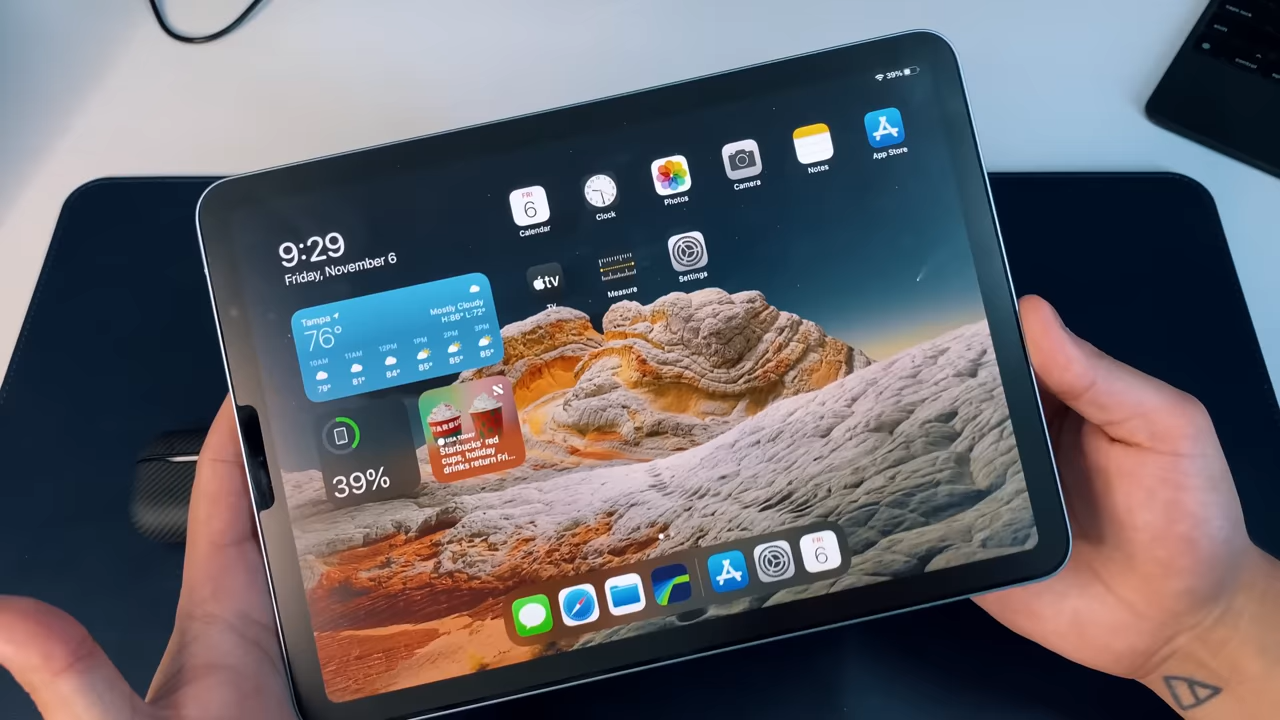 39%
9:29
Friday, November 6
FRI
6
Calendar
Clock
Photos
Camera
Notes
App Store
tv
TV
Measure
Settings
Tampa
76°
Mostly Cloudy
H:86° L:72°
10AM 11AM 12PM 1PM 2PM 3PM
79° 81° 84° 85° 85° 85°
39%
STARBUC
USA TODAY
Starbucks' red
cups, holiday
drinks return Fri...
FRI
6